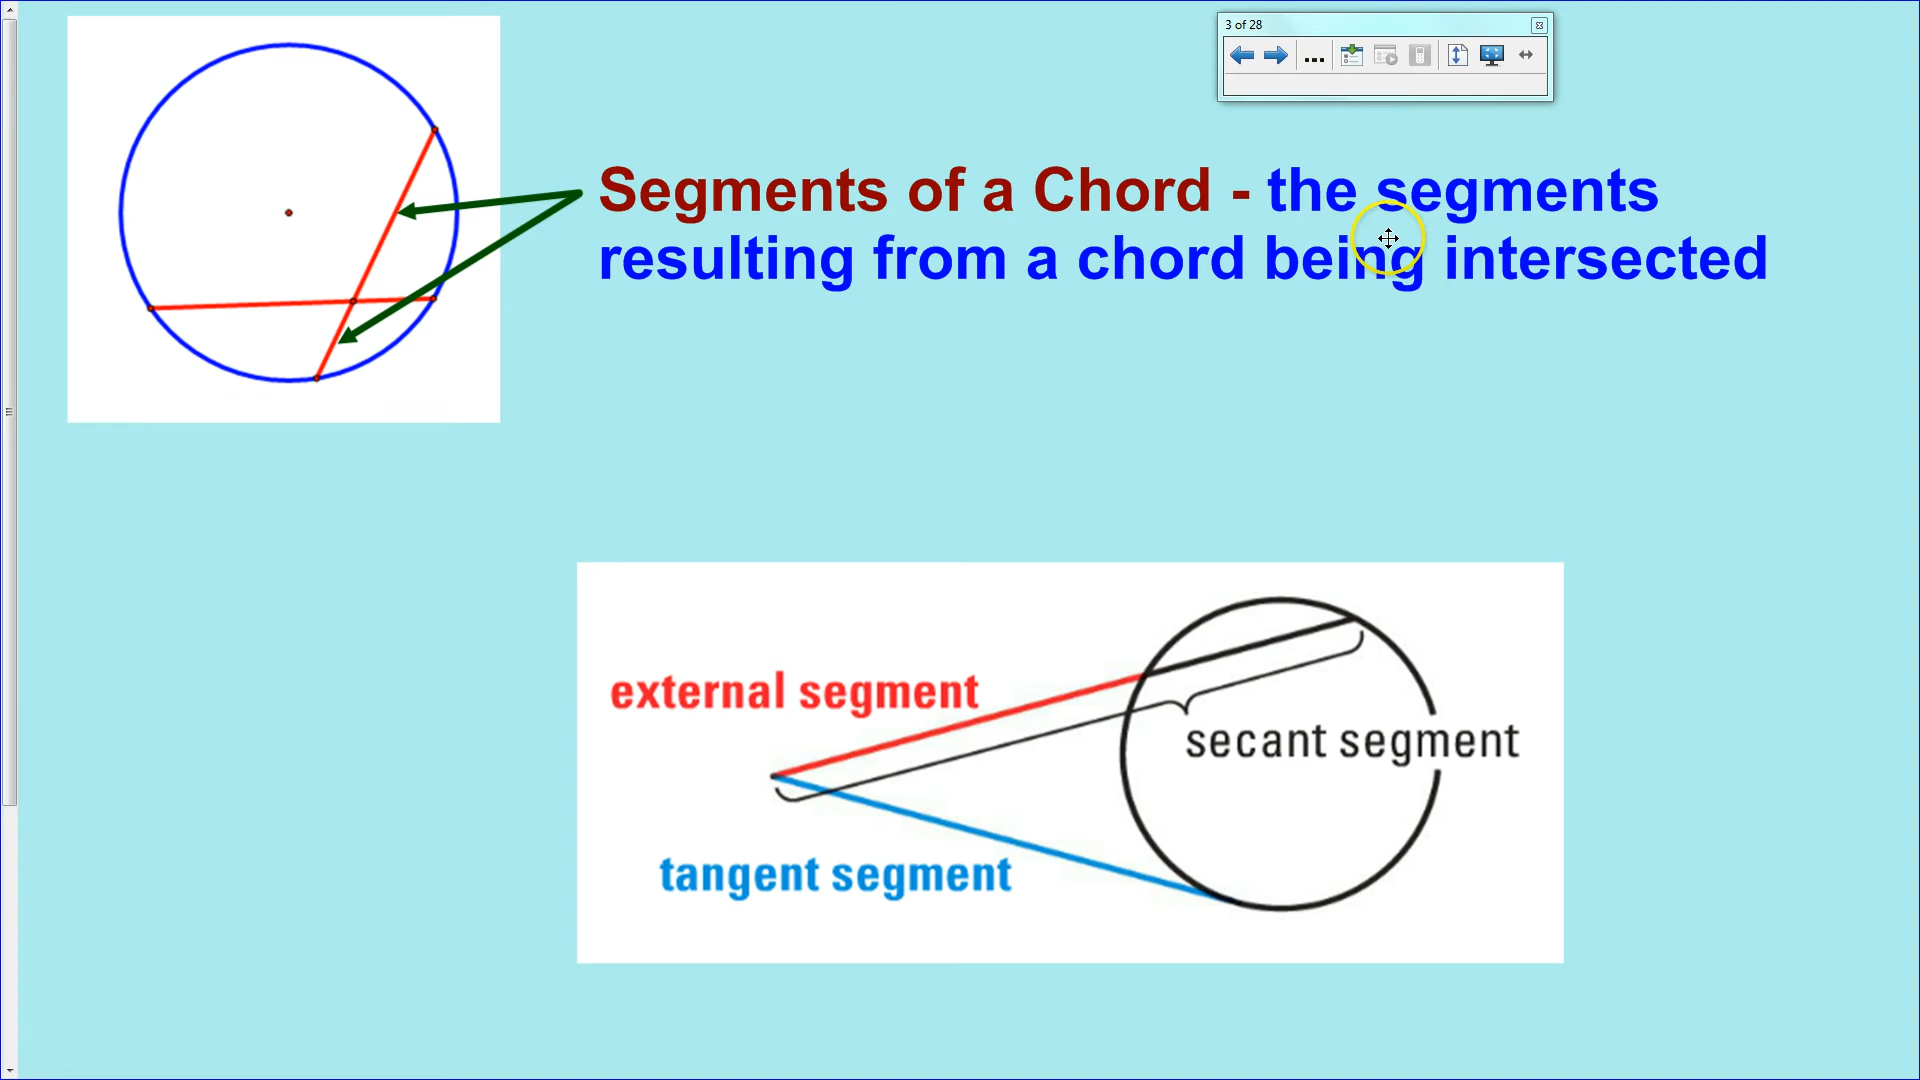 3 of 28
Segments of a Chord - the segments
resulting from a chord being intersected
external segment
secant segment
tangent segment